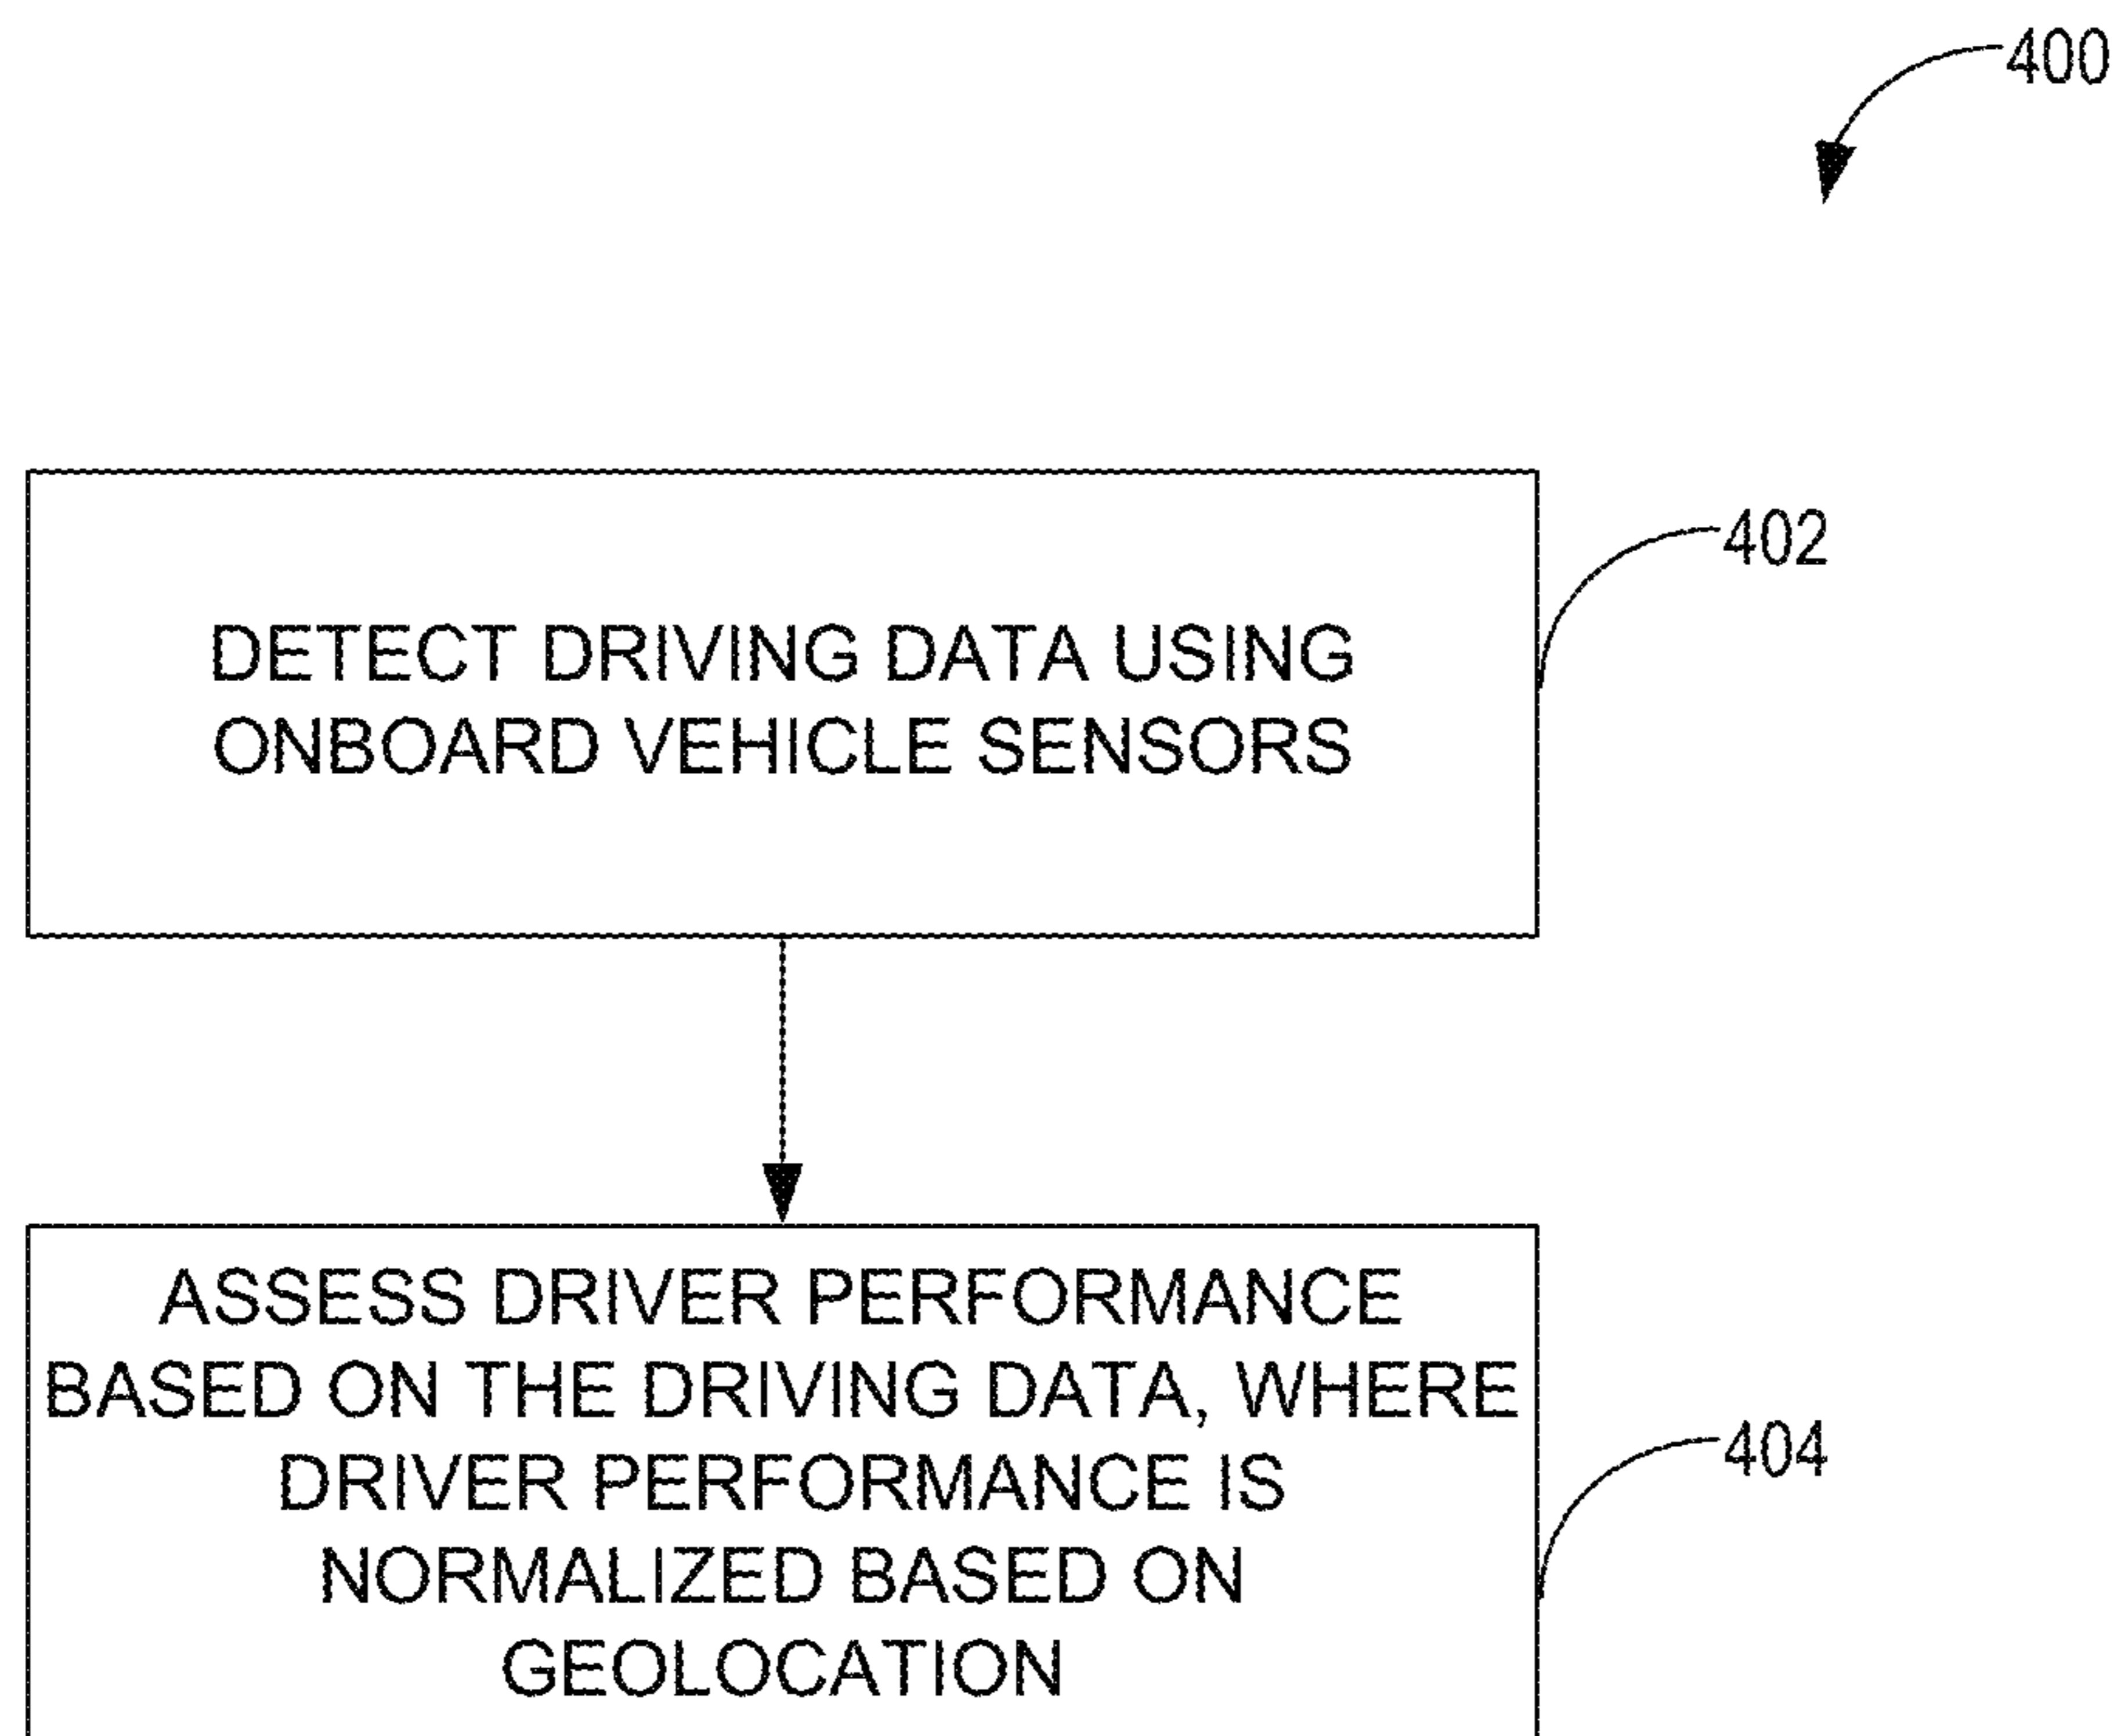 400
402
DETECT DRIVING DATA USING
ONBOARD VEHICLE SENSORS
ASSESS DRIVER PERFORMANCE
BASED ON THE DRIVING DATA, WHERE
DRIVER PERFORMANCE IS
NORMALIZED BASED ON
GEOLOCATION
404